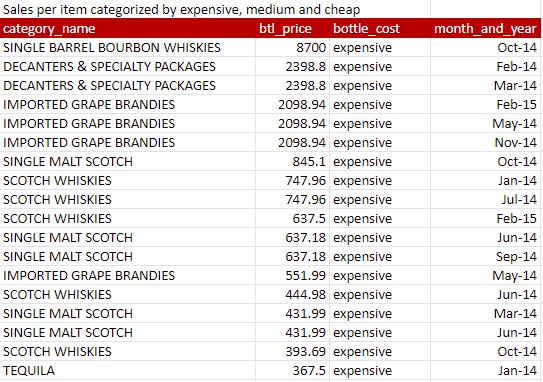 Sales per item categorized by expensive, medium and cheap
category_name btl_price bottle_cost month_and_year
SINGLE BARREL BOURBON WHISKIES 8700 expensive Oct-14
DECANTERS & SPECIALTY PACKAGES 2398.8 expensive Feb-14
DECANTERS & SPECIALTY PACKAGES 2398.8 expensive Mar-14
IMPORTED GRAPE BRANDIES 2098.94 expensive Feb-15
IMPORTED GRAPE BRANDIES 2098.94 expensive May-14
IMPORTED GRAPE BRANDIES 2098.94 expensive Nov-14
SINGLE MALT SCOTCH 845.1 expensive Oct-14
SCOTCH WHISKIES 747.96 expensive Jan-14
SCOTCH WHISKIES 747.96 expensive Jul-14
SCOTCH WHISKIES 637.5 expensive Feb-15
SINGLE MALT SCOTCH 637.18 expensive Jun-14
SINGLE MALT SCOTCH 637.18 expensive Sep-14
IMPORTED GRAPE BRANDIES 551.99 expensive May-14
SCOTCH WHISKIES 444.98 expensive Jun-14
SINGLE MALT SCOTCH 431.99 expensive Mar-14
SINGLE MALT SCOTCH 431.99 expensive Jun-14
SCOTCH WHISKIES 393.69 expensive Oct-14
TEQUILA 367.5 expensive Jan-14